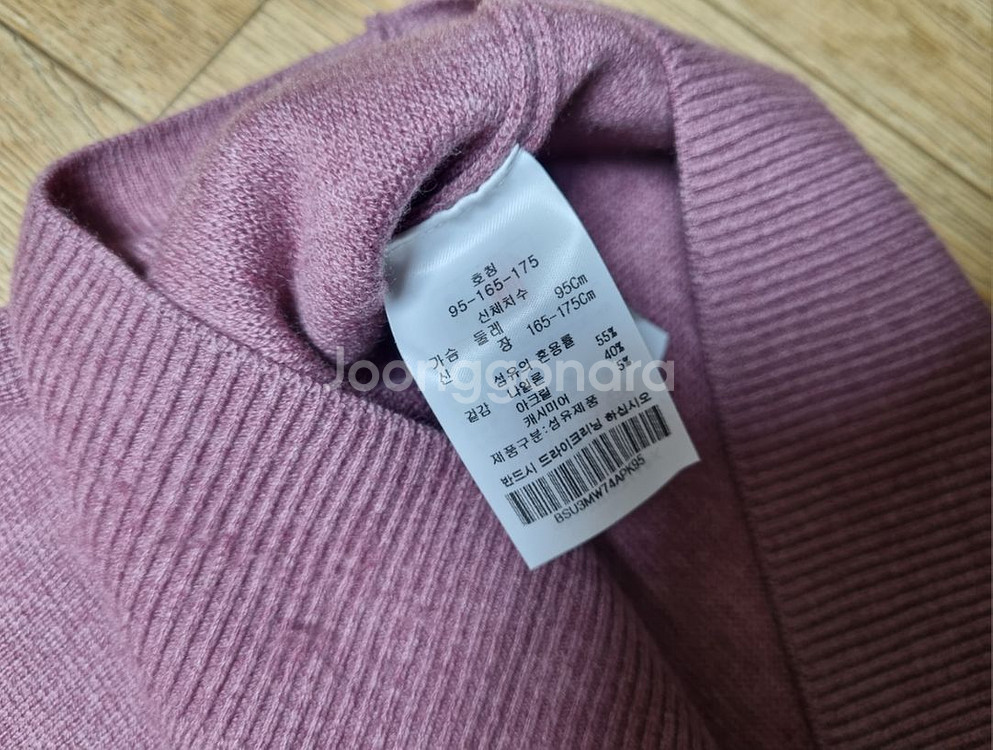 호칭
95-165-175
신체치수
가슴 둘레 95Cm
신 장 165-175Cm
섬유의 혼용률
겉감 나일론 55%
아크릴 40%
캐시미어 5%
제품구분:섬유제품
반드시 드라이크리닝 하십시오
BSU3MW74APK95
Joonggonara